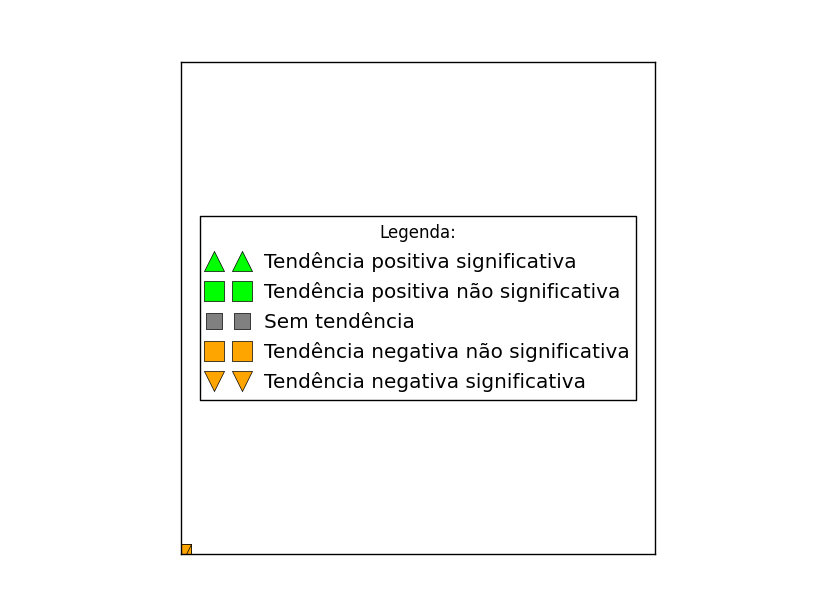 Legenda:
Tendência positiva significativa
Tendência positiva não significativa
Sem tendência
Tendência negativa não significativa
Tendência negativa significativa